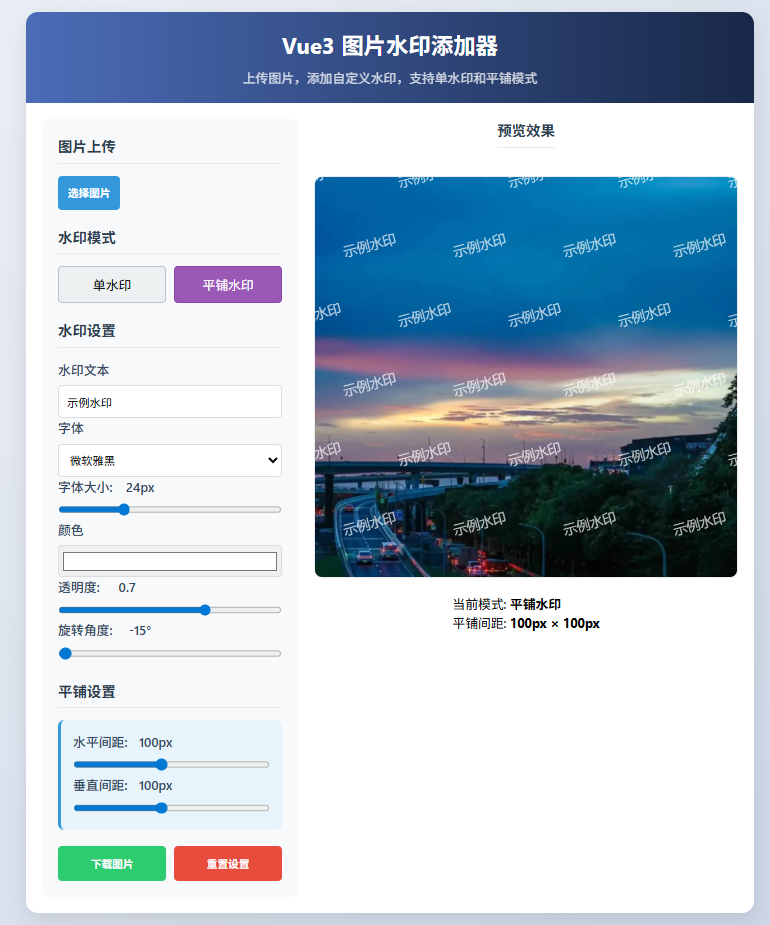 Vue3 图片水印添加器
上传图片，添加自定义水印，支持单水印和平铺模式
图片上传
选择图片
水印模式
单水印
平铺水印
水印设置
水印文本
示例水印
字体
微软雅黑
字体大小: 24px
颜色
透明度: 0.7
旋转角度: -15°
平铺设置
水平间距: 100px
垂直间距: 100px
下载图片
重置设置
预览效果
示例水印 示例水印 示例水印
示例水印 示例水印 示例水印 示例水印
示例水印 示例水印 示例水印 示例水印
示例水印 示例水印 示例水印 示例水印
示例水印 示例水印 示例水印 示例水印
示例水印 示例水印 示例水印 示例水印
当前模式: 平铺水印
平铺间距: 100px × 100px